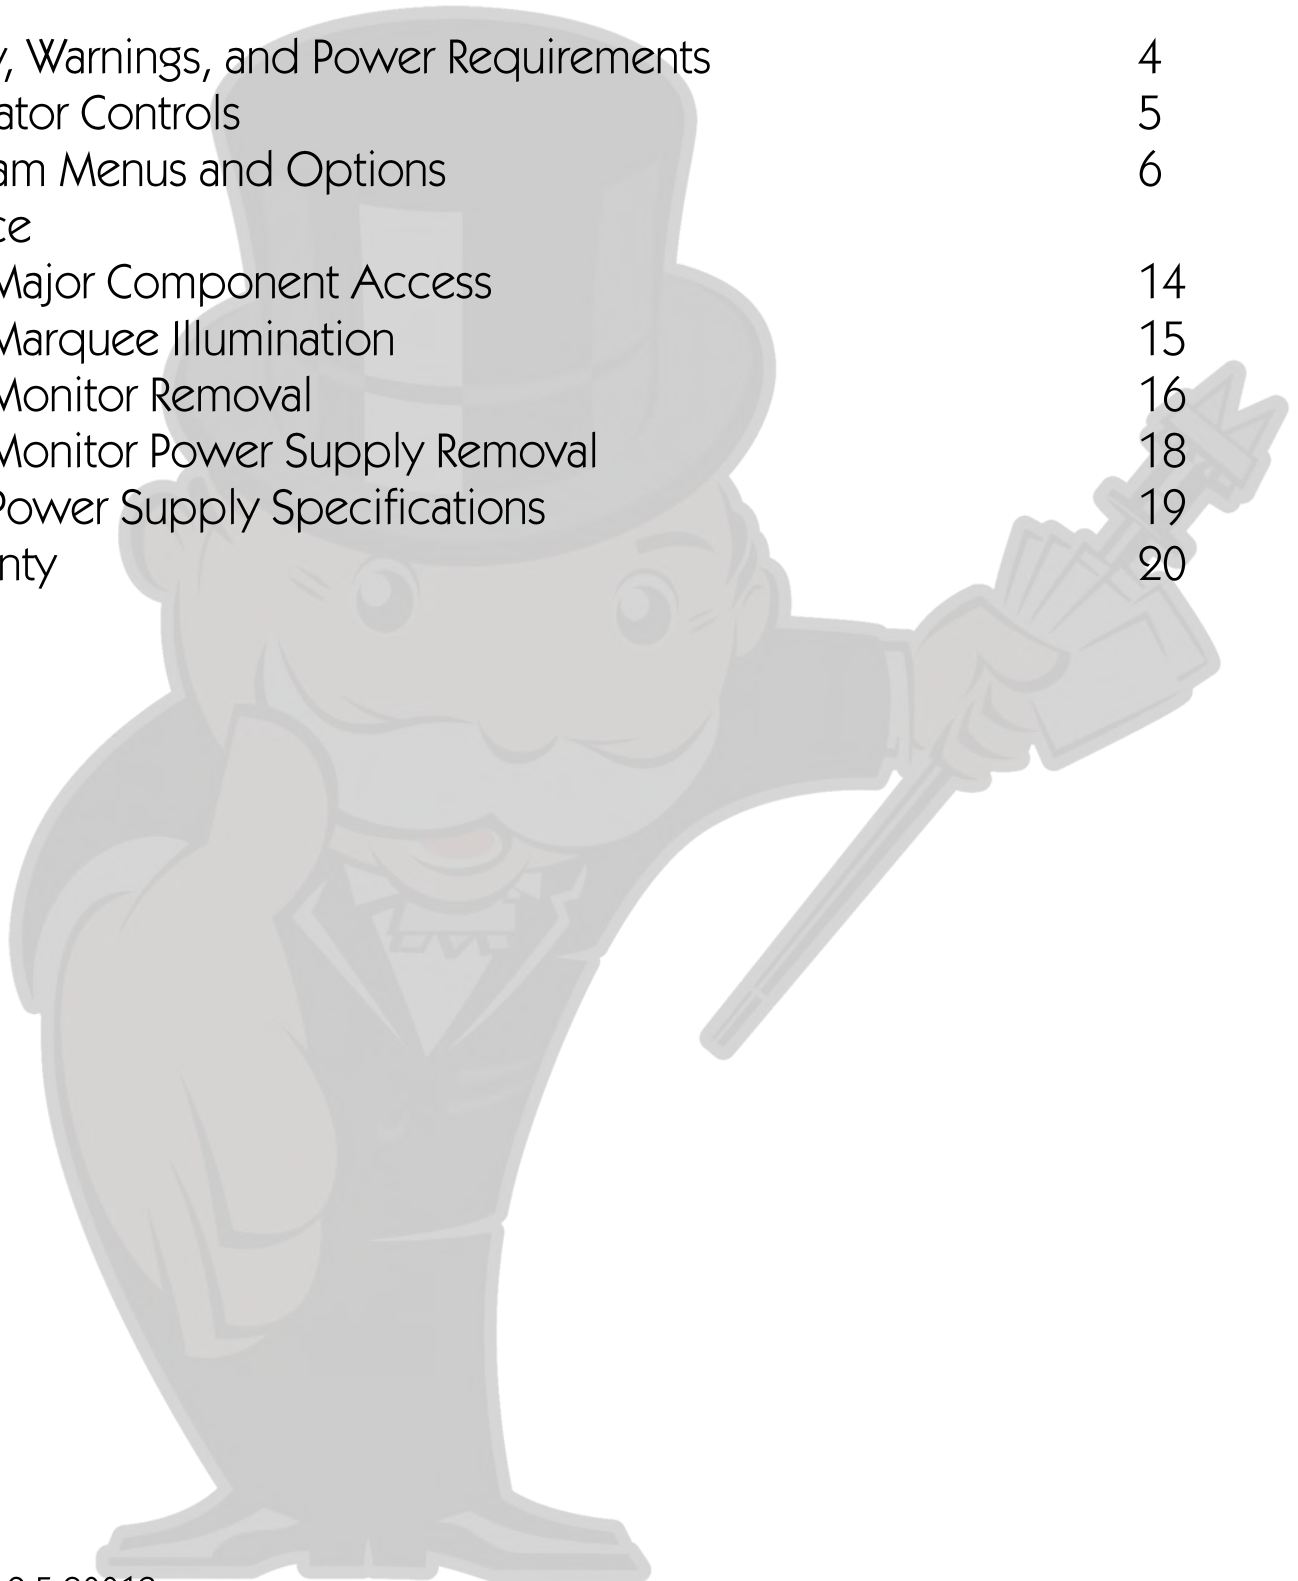 y, Warnings, and Power Requirements 4
ator Controls 5
am Menus and Options 6
ce
Major Component Access 14
Marquee Illumination 15
Monitor Removal 16
Monitor Power Supply Removal 18
Power Supply Specifications 19
nty 20